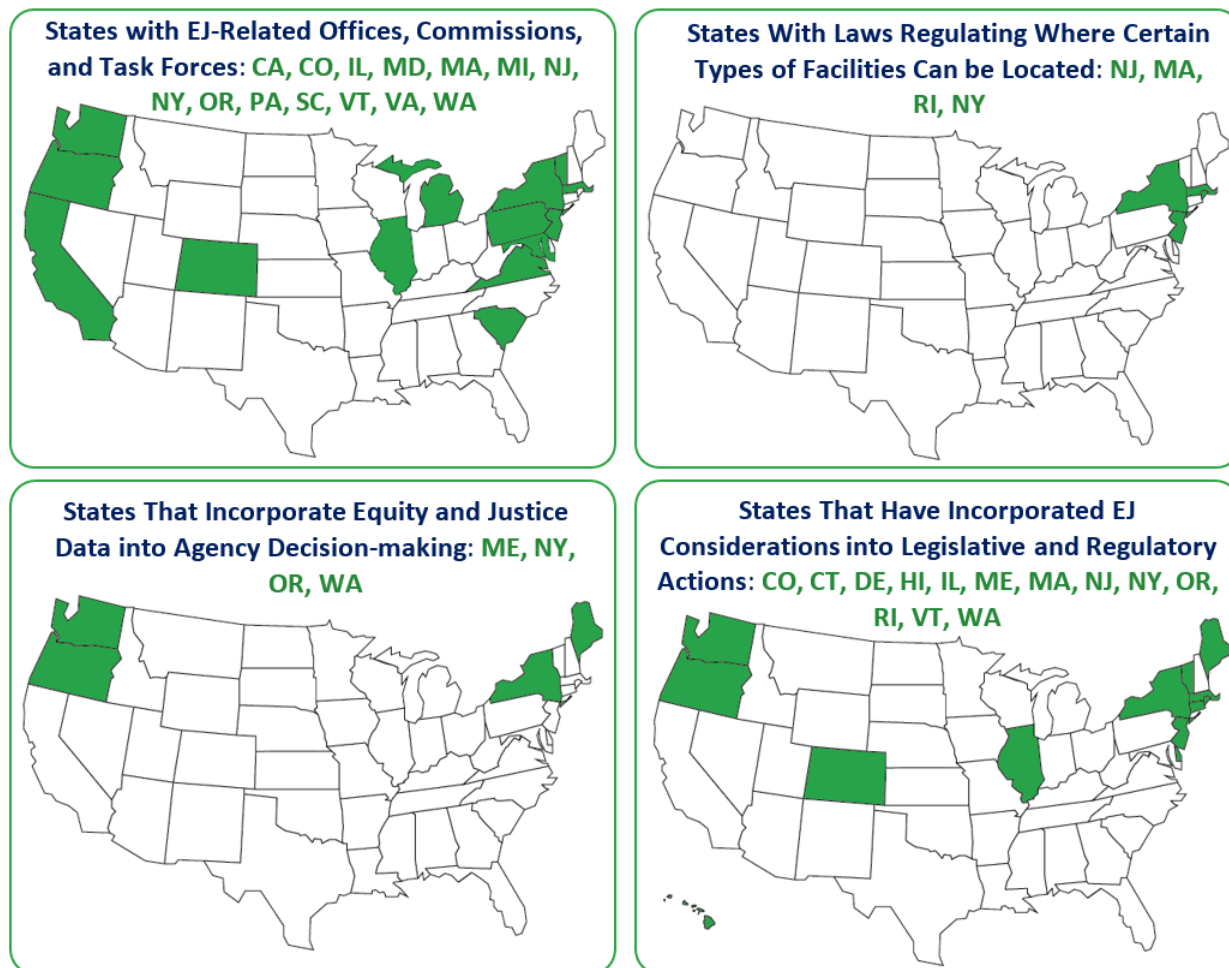 States with EJ-Related Offices, Commissions,
and Task Forces: CA, CO, IL, MD, MA, MI, NJ,
NY, OR, PA, SC, VT, VA, WA
States With Laws Regulating Where Certain
Types of Facilities Can be Located: NJ, MA,
RI, NY
States That Incorporate Equity and Justice
Data into Agency Decision-making: ME, NY,
OR, WA
States That Have Incorporated EJ
Considerations into Legislative and Regulatory
Actions: CO, CT, DE, HI, IL, ME, MA, NJ, NY, OR,
RI, VT, WA